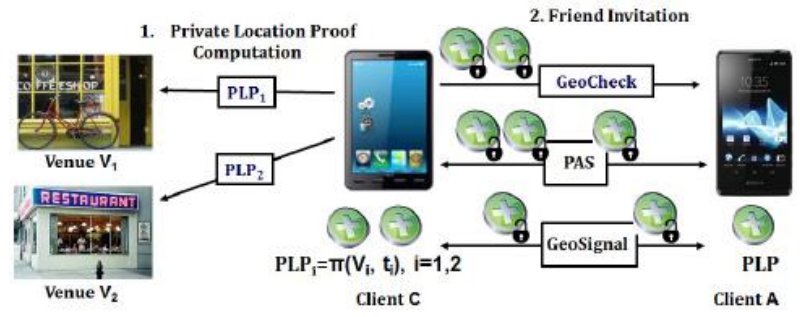 1. Private Location Proof
Computation
2. Friend Invitation
COFFEE SHOP
PLP₁
GeoCheck
10:35
Venue V₁
PLP₂
PAS
RESTAURANT
GeoSignal
PLPᵢ=π(Vᵢ, tᵢ), i=1,2
PLP
Venue V₂
Client C
Client A